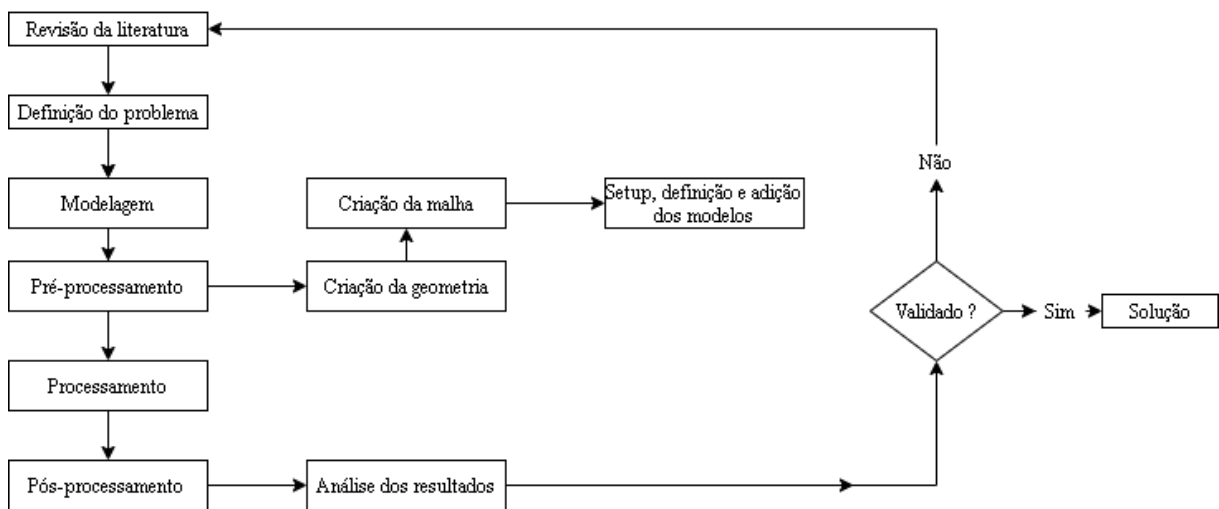 Revisão da literatura
Definição do problema
Não
Modelagem
Criação da malha
Setup, definição e adição
dos modelos
Pré-processamento
Criação da geometria
Validado ?
Sim
Solução
Processamento
Pós-processamento
Análise dos resultados